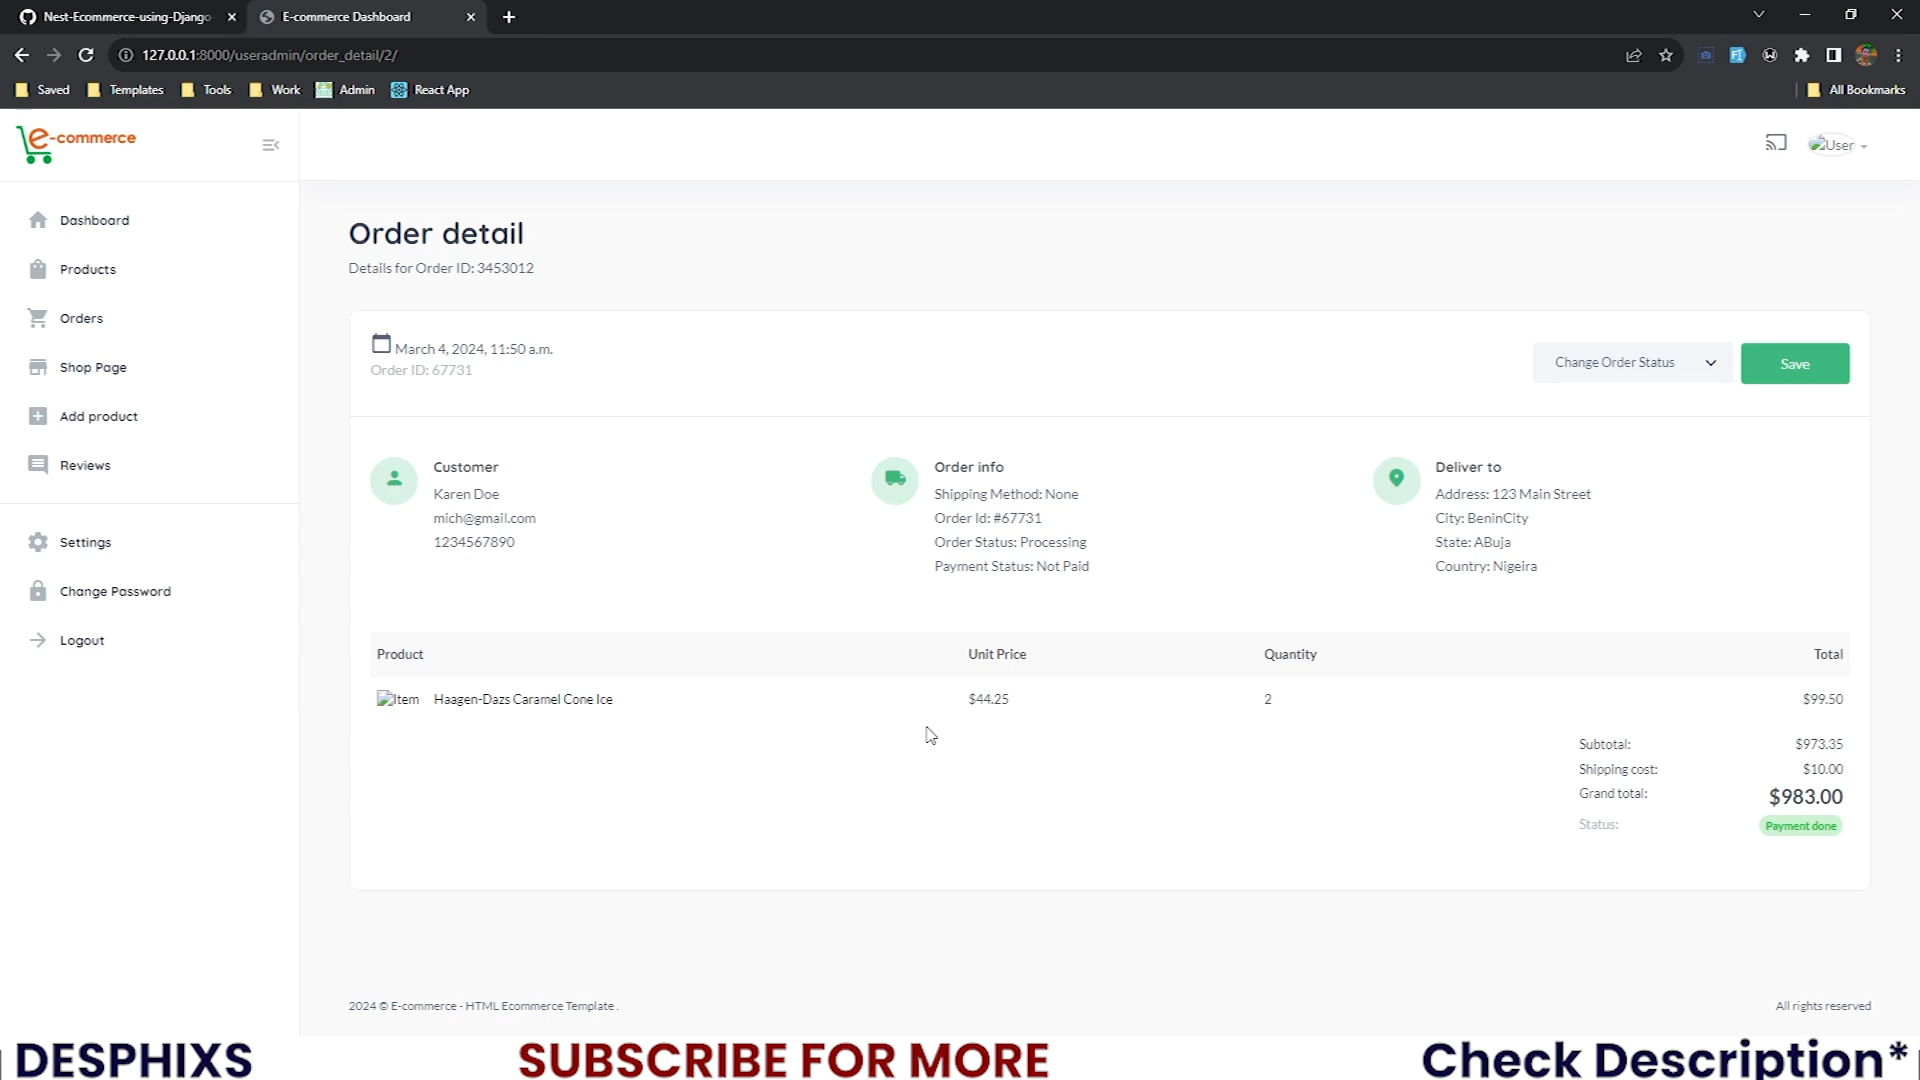 Nest-Ecommerce-using-Django
E-commerce Dashboard
127.0.0.1:8000/useradmin/order_detail/2/
Saved
Templates
Tools
Work
Admin
React App
All Bookmarks
e-commerce
User
Dashboard
Products
Orders
Shop Page
Add product
Reviews
Settings
Change Password
Logout
Order detail
Details for Order ID: 3453012
March 4, 2024, 11:50 a.m.
Order ID: 67731
Change Order Status
Save
Customer
Karen Doe
mich@gmail.com
1234567890
Order info
Shipping Method: None
Order Id: #67731
Order Status: Processing
Payment Status: Not Paid
Deliver to
Address: 123 Main Street
City: BeninCity
State: ABuja
Country: Nigeira
Product Unit Price Quantity Total
Item Haagen-Dazs Caramel Cone Ice $44.25 2 $99.50
Subtotal: $973.35
Shipping cost: $10.00
Grand total: $983.00
Status: Payment done
2024 © E-commerce - HTML Ecommerce Template .
All rights reserved
DESPHIXS SUBSCRIBE FOR MORE Check Description*